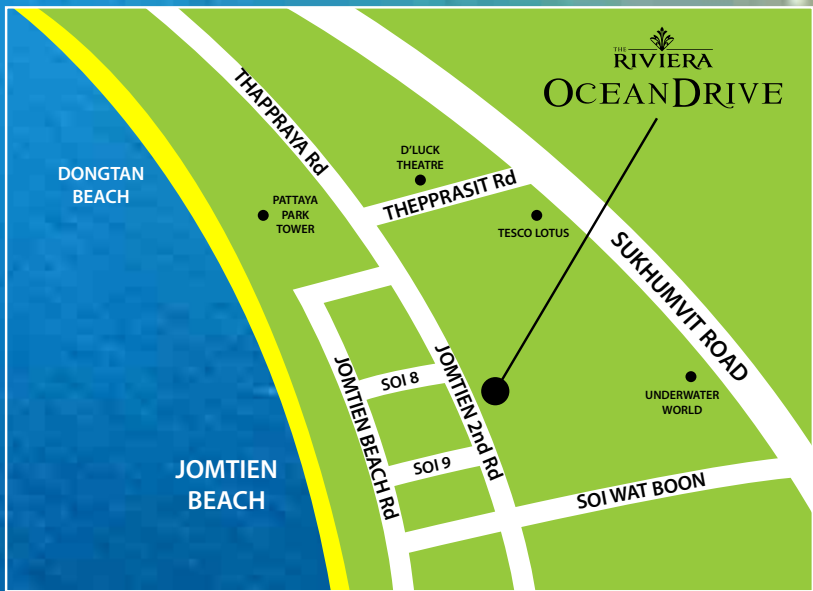 THE
RIVIERA
OCEANDRIVE
THAPPRAYA Rd
D'LUCK
THEATRE
DONGTAN
BEACH
THEPPRASIT Rd
PATTAYA
PARK
TOWER
TESCO LOTUS
SUKHUMVIT ROAD
JOMTIEN BEACH Rd
SOI 8
JOMTIEN 2nd Rd
UNDERWATER
WORLD
SOI 9
JOMTIEN
BEACH
SOI WAT BOON